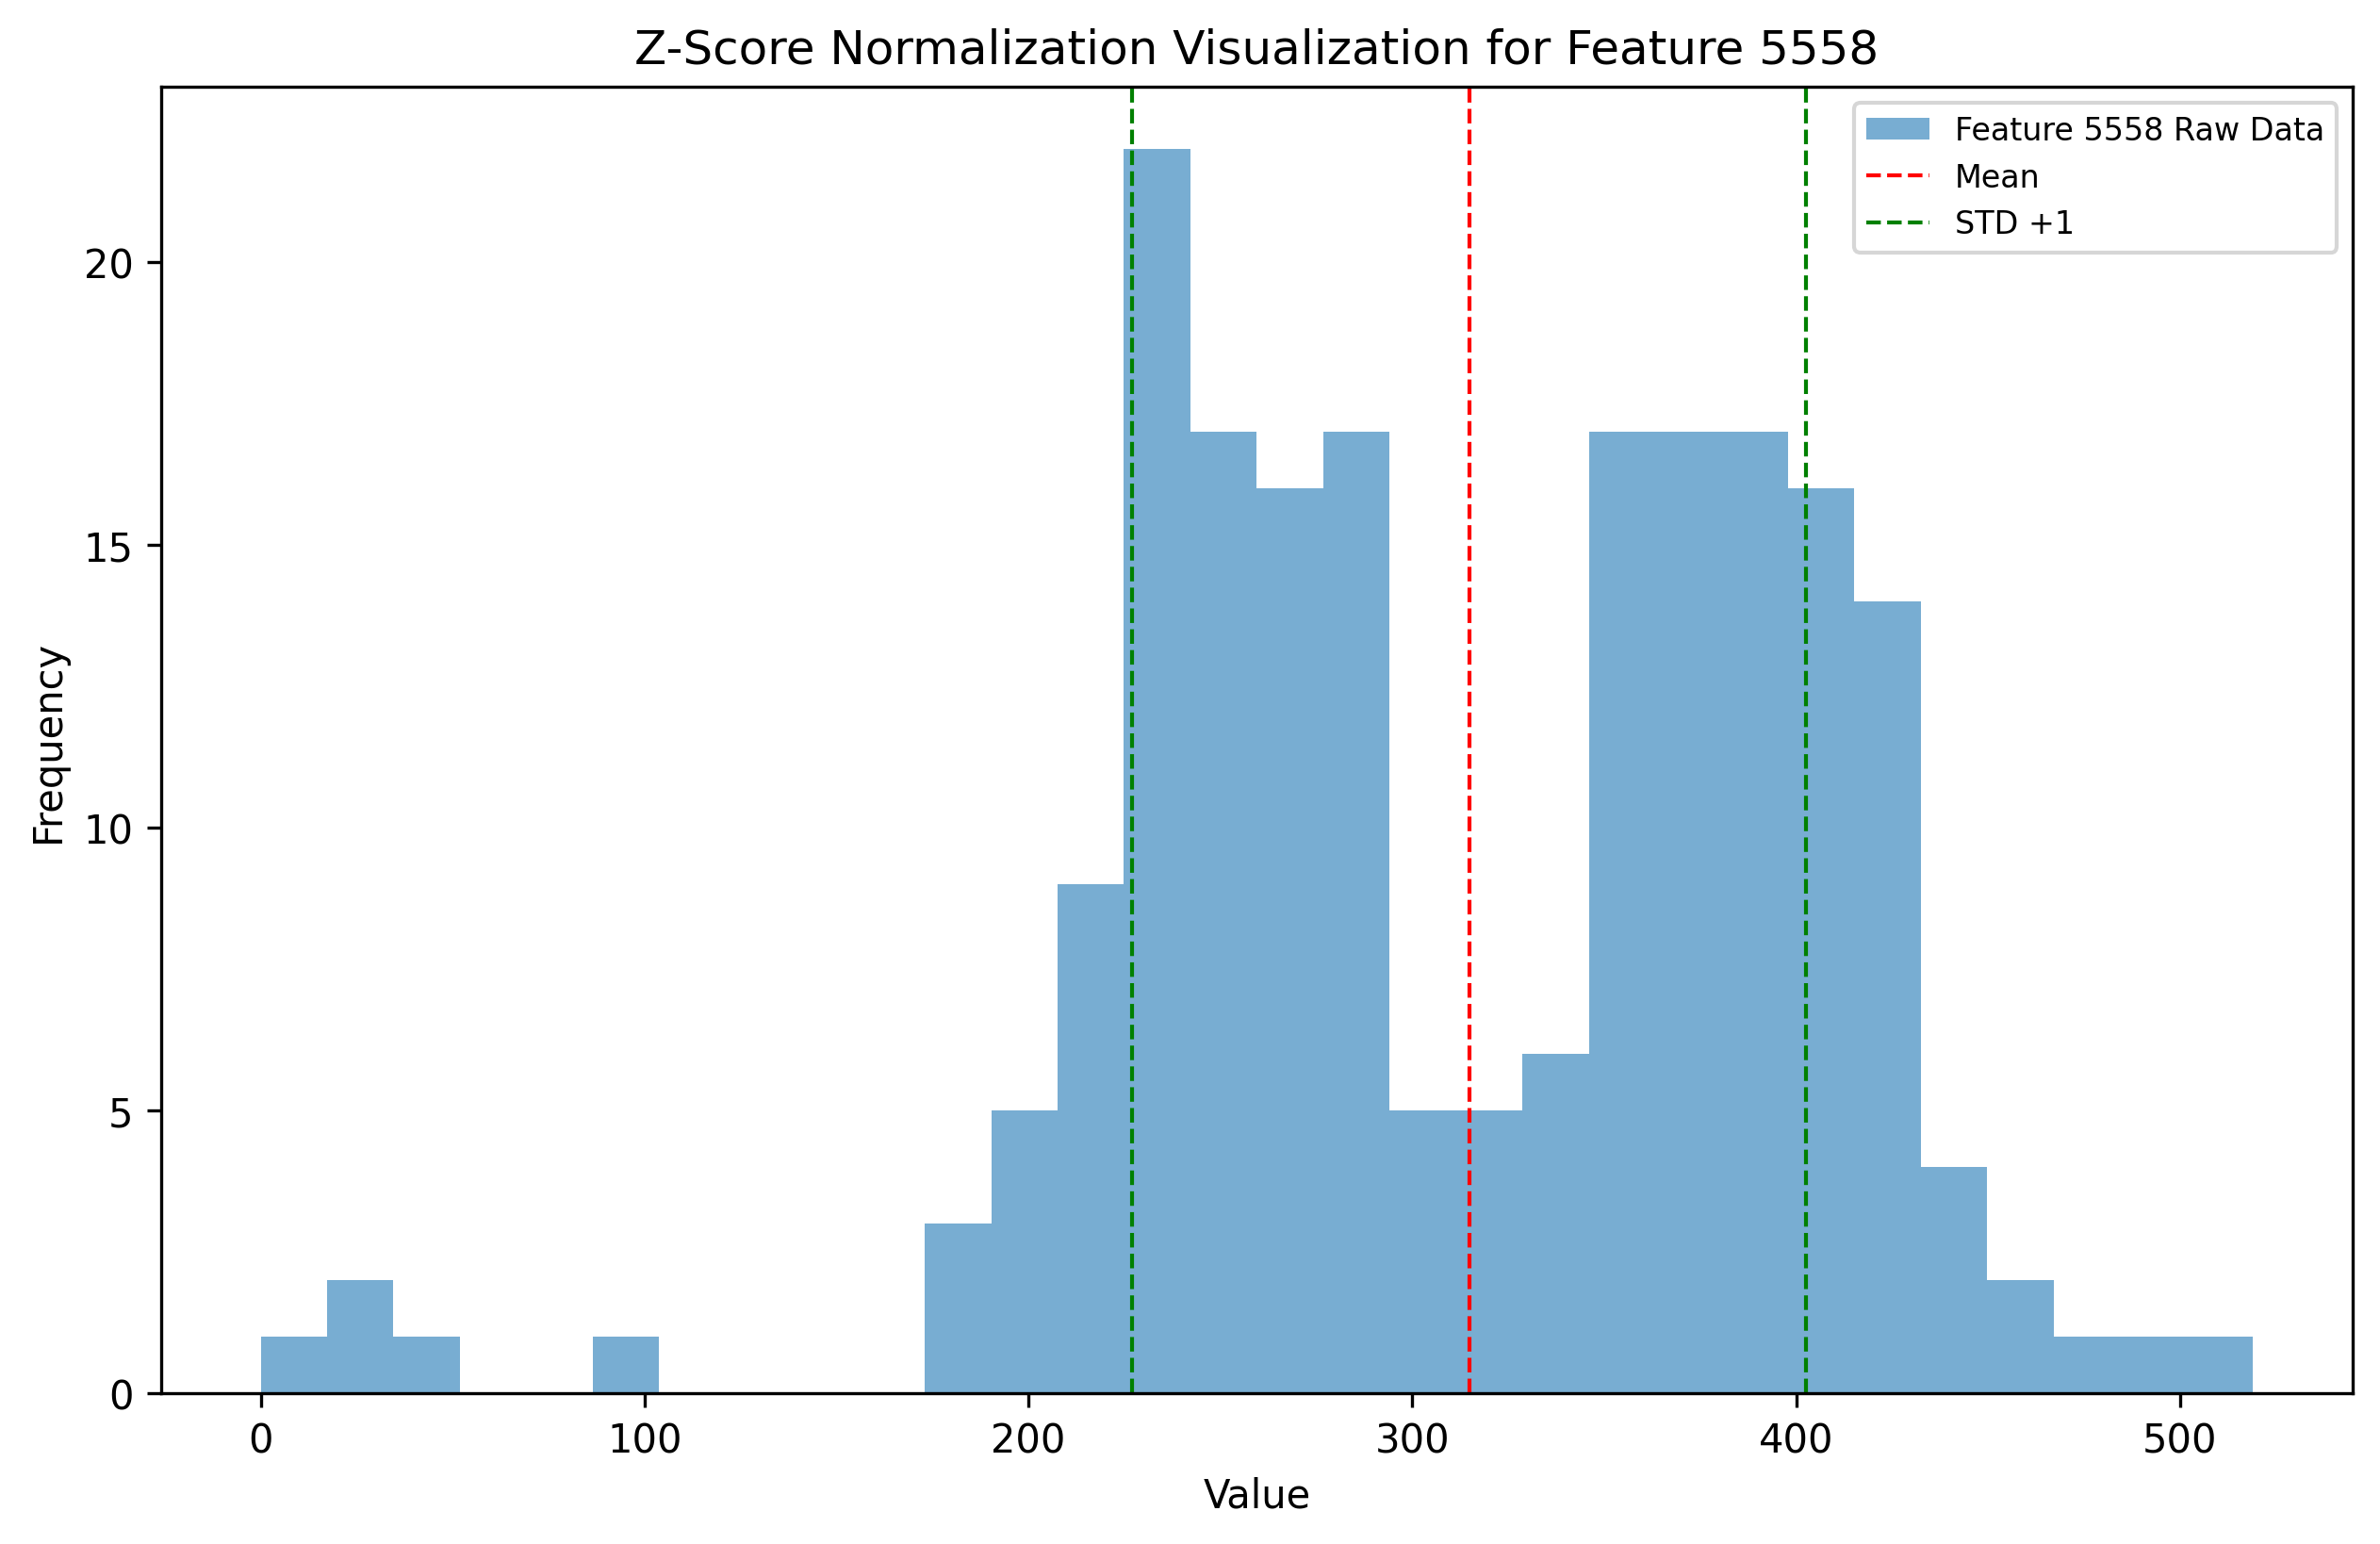 Z-Score Normalization Visualization for Feature 5558
Feature 5558 Raw Data
Mean
STD +1
20
15
10
5
0
Frequency
0 100 200 300 400 500
Value